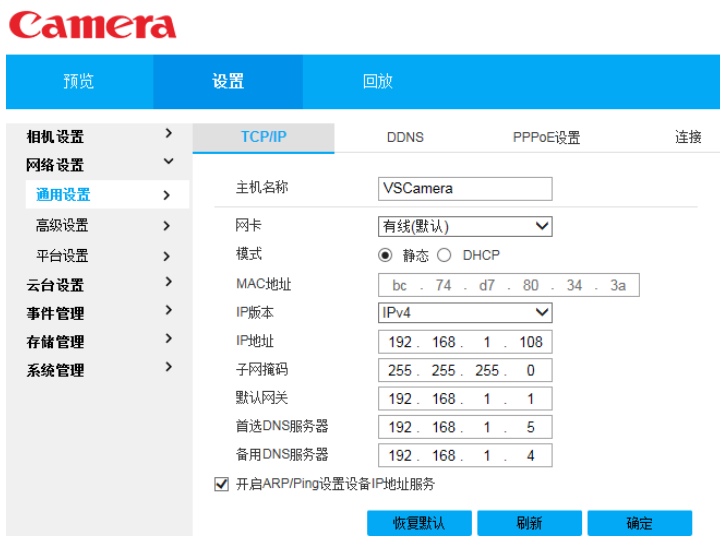 Camera
预览 设置 回放
相机设置
网络设置
通用设置
高级设置
平台设置
云台设置
事件管理
存储管理
系统管理
TCP/IP DDNS PPPoE设置 连接
主机名称 VSCamera
网卡 有线(默认)
模式 静态 DHCP
MAC地址 bc . 74 . d7 . 80 . 34 . 3a
IP版本 IPv4
IP地址 192 . 168 . 1 . 108
子网掩码 255 . 255 . 255 . 0
默认网关 192 . 168 . 1 . 1
首选DNS服务器 192 . 168 . 1 . 5
备用DNS服务器 192 . 168 . 1 . 4
开启ARP/Ping设置设备IP地址服务
恢复默认 刷新 确定